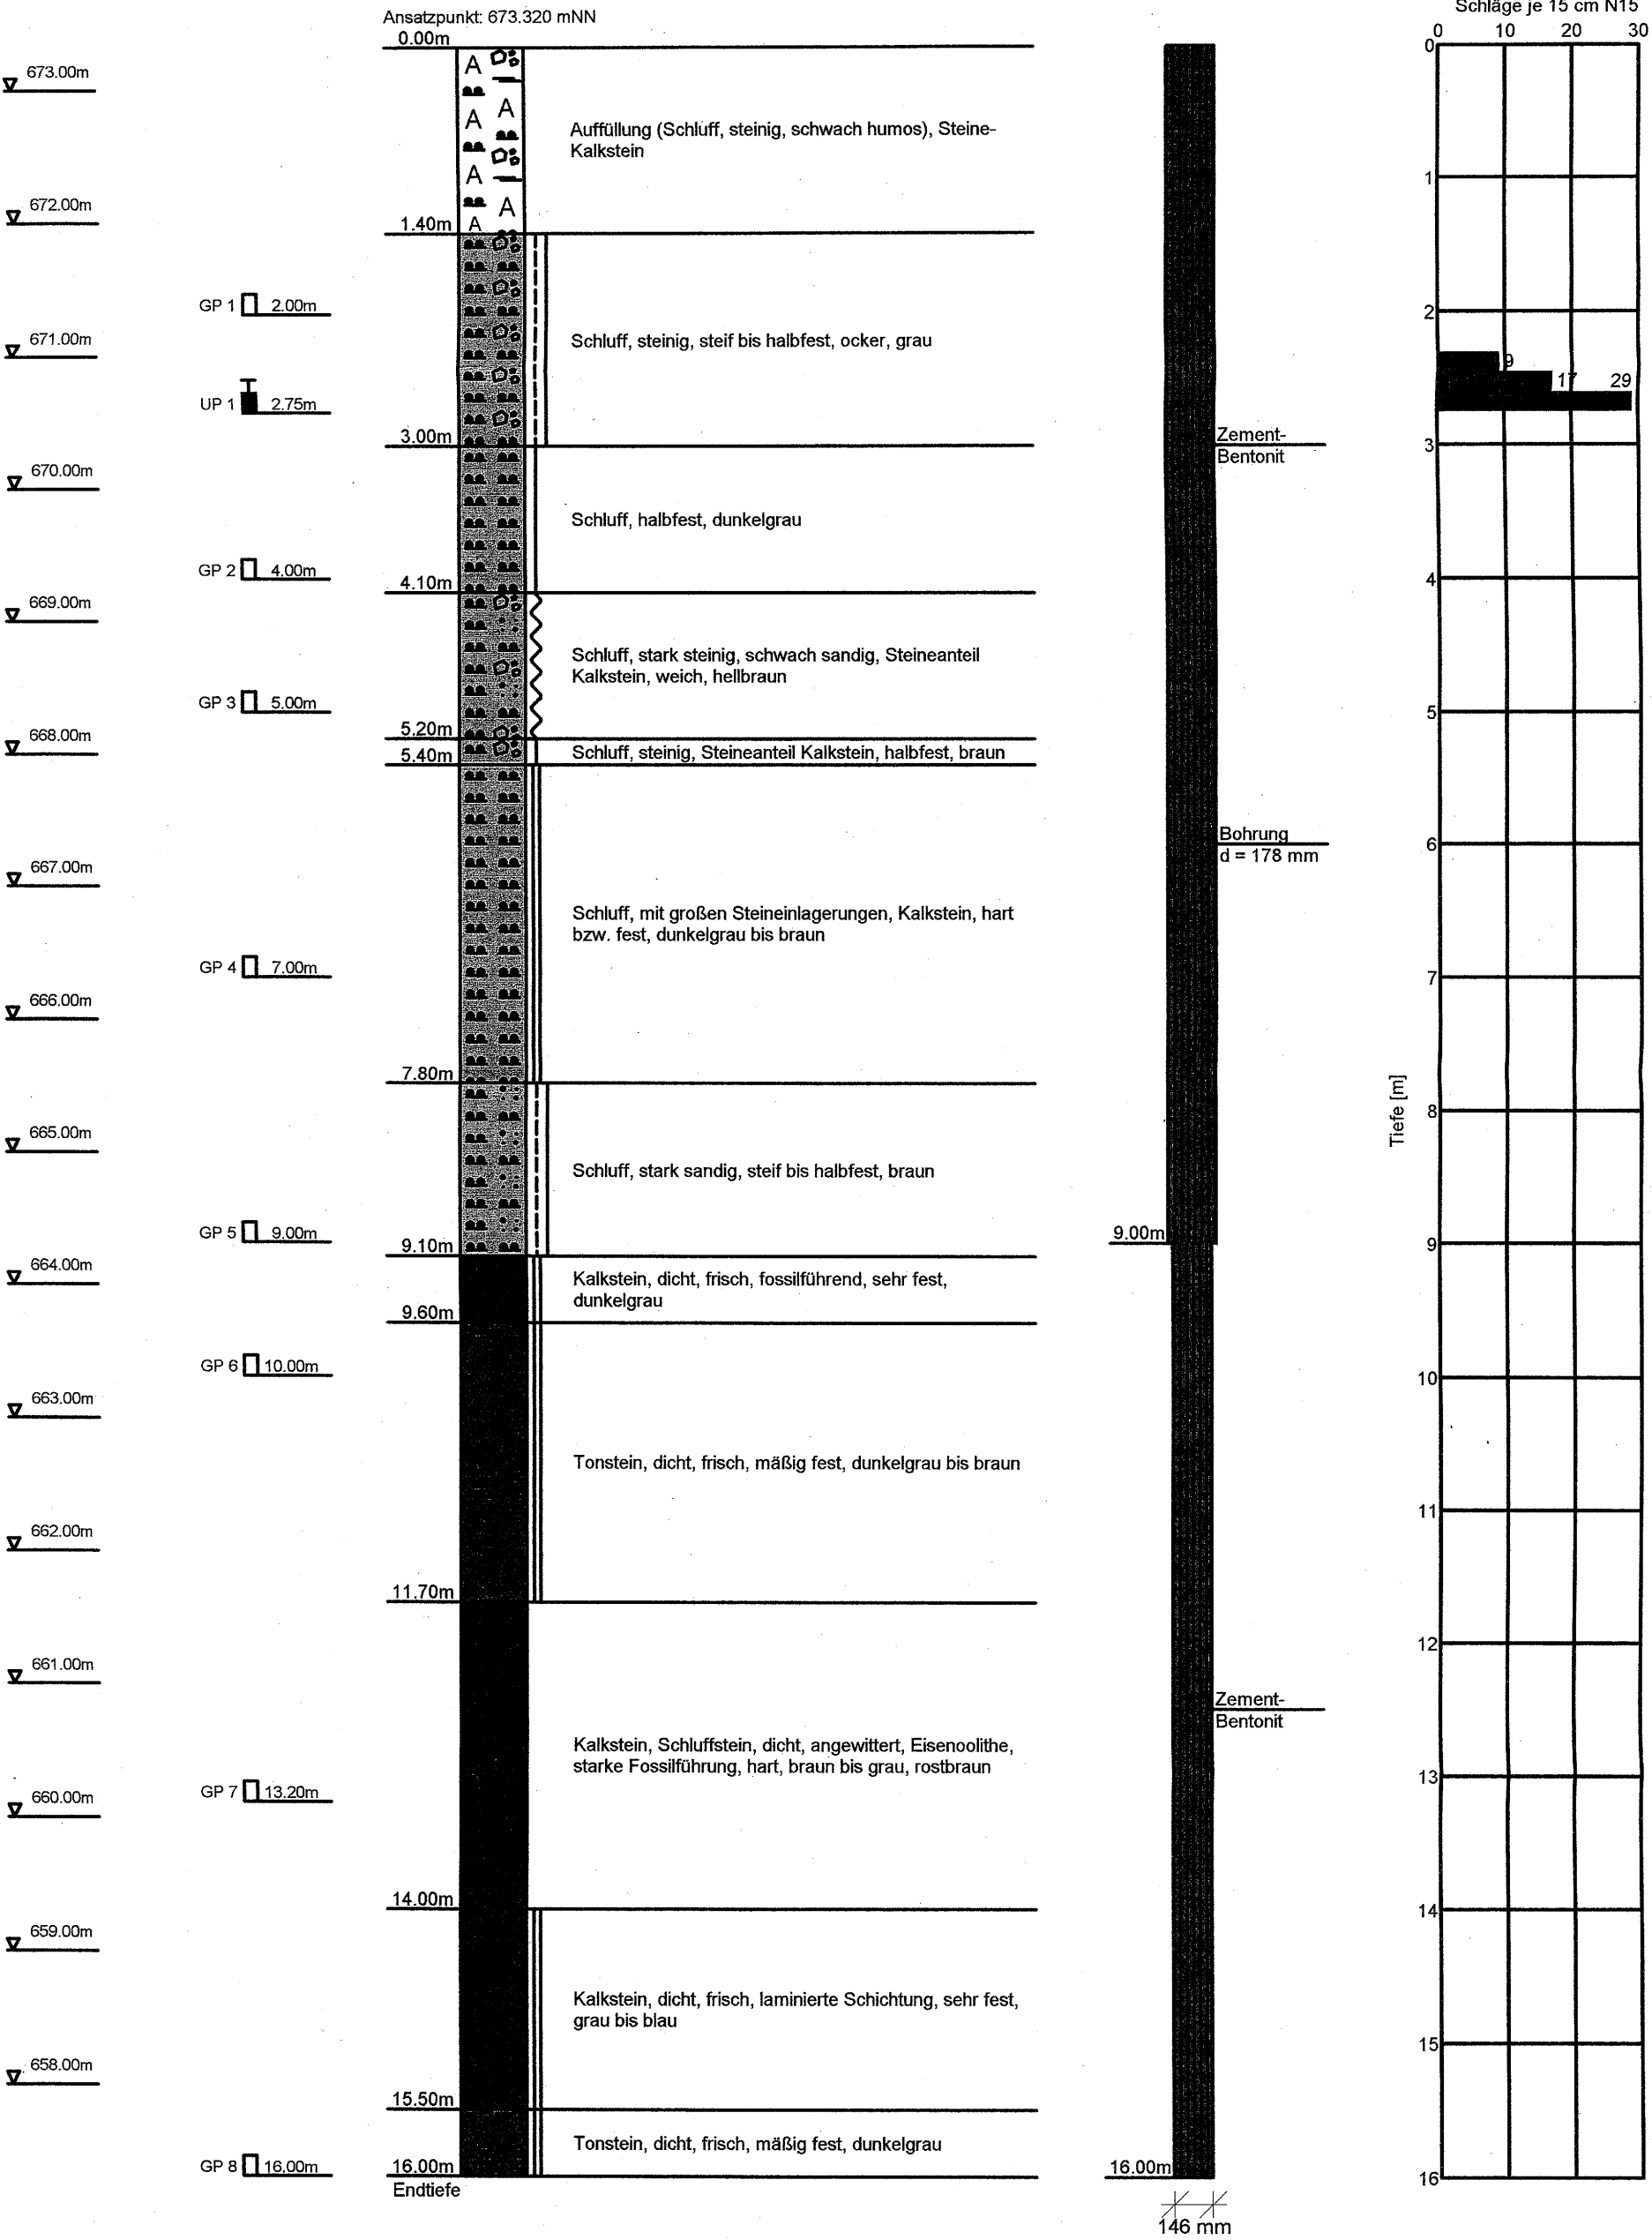 Ansatzpunkt: 673.320 mNN
0.00m
673.00m
Auffüllung (Schluff, steinig, schwach humos), Steine-
Kalkstein
A
A
A
A
A
A
672.00m
1.40m
GP 1 2.00m
671.00m
Schluff, steinig, steif bis halbfest, ocker, grau
UP 1 2.75m
3.00m
670.00m
Schluff, halbfest, dunkelgrau
GP 2 4.00m
4.10m
669.00m
Schluff, stark steinig, schwach sandig, Steineanteil
Kalkstein, weich, hellbraun
GP 3 5.00m
5.20m
668.00m
Schluff, steinig, Steineanteil Kalkstein, halbfest, braun
5.40m
667.00m
Schluff, mit großen Steineinlagerungen, Kalkstein, hart
bzw. fest, dunkelgrau bis braun
GP 4 7.00m
666.00m
7.80m
665.00m
Schluff, stark sandig, steif bis halbfest, braun
GP 5 9.00m
9.10m
664.00m
Kalkstein, dicht, frisch, fossilführend, sehr fest,
dunkelgrau
9.60m
GP 6 10.00m
663.00m
Tonstein, dicht, frisch, mäßig fest, dunkelgrau bis braun
662.00m
11.70m
661.00m
Kalkstein, Schluffstein, dicht, angewittert, Eisenoolithe,
starke Fossilführung, hart, braun bis grau, rostbraun
GP 7 13.20m
660.00m
14.00m
659.00m
Kalkstein, dicht, frisch, laminierte Schichtung, sehr fest,
grau bis blau
658.00m
15.50m
Tonstein, dicht, frisch, mäßig fest, dunkelgrau
GP 8 16.00m
16.00m
Endtiefe
Zement-
Bentonit
Bohrung
d = 178 mm
9.00m
Zement-
Bentonit
16.00m
146 mm
Schläge je 15 cm N15
0 10 20 30
0
1
2
9
17 29
3
4
5
6
7
Tiefe [m]
8
9
10
11
12
13
14
15
16